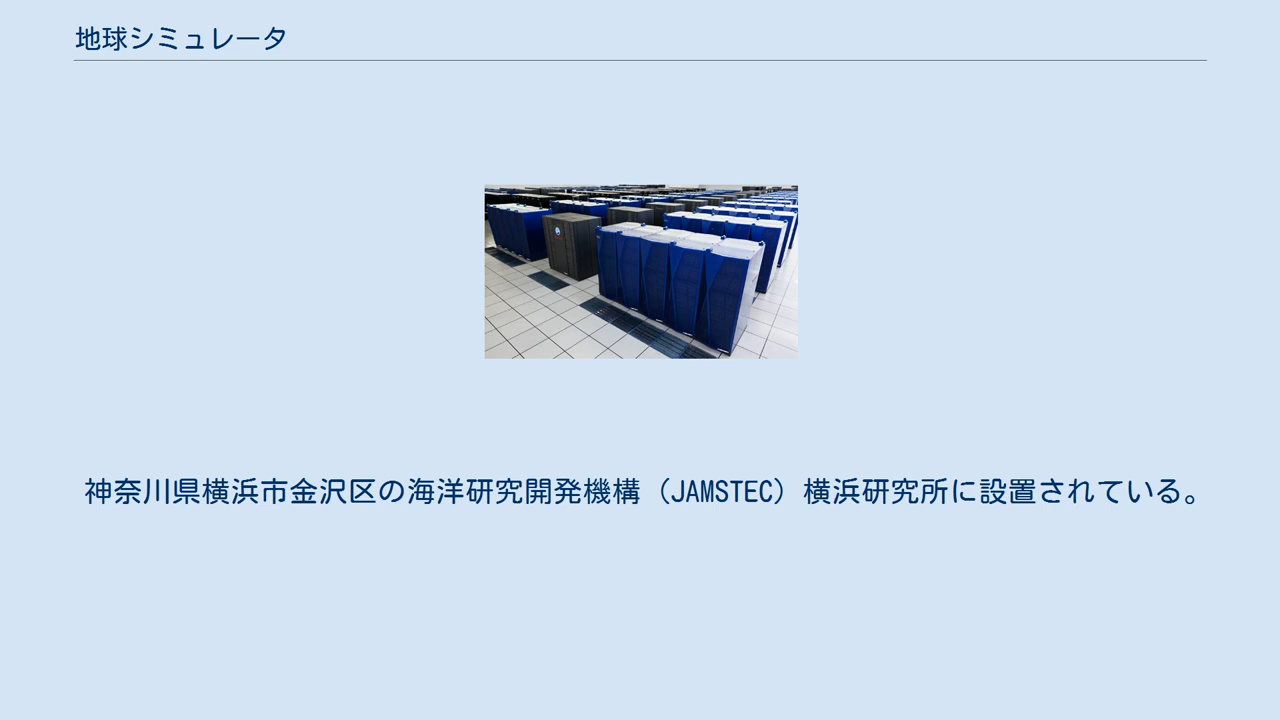 地球シミュレータ
神奈川県横浜市金沢区の海洋研究開発機構（JAMSTEC）横浜研究所に設置されている。